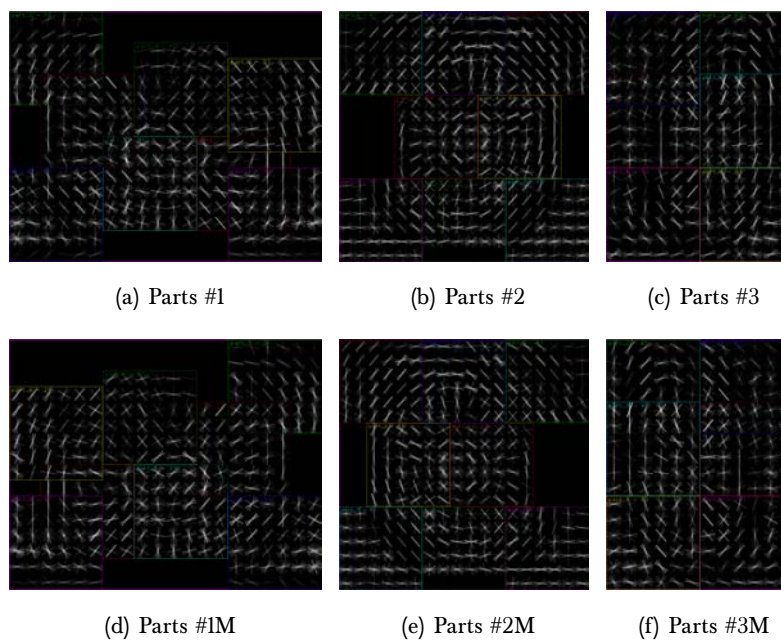 (a) Parts #1
(b) Parts #2
(c) Parts #3
(d) Parts #1M
(e) Parts #2M
(f) Parts #3M